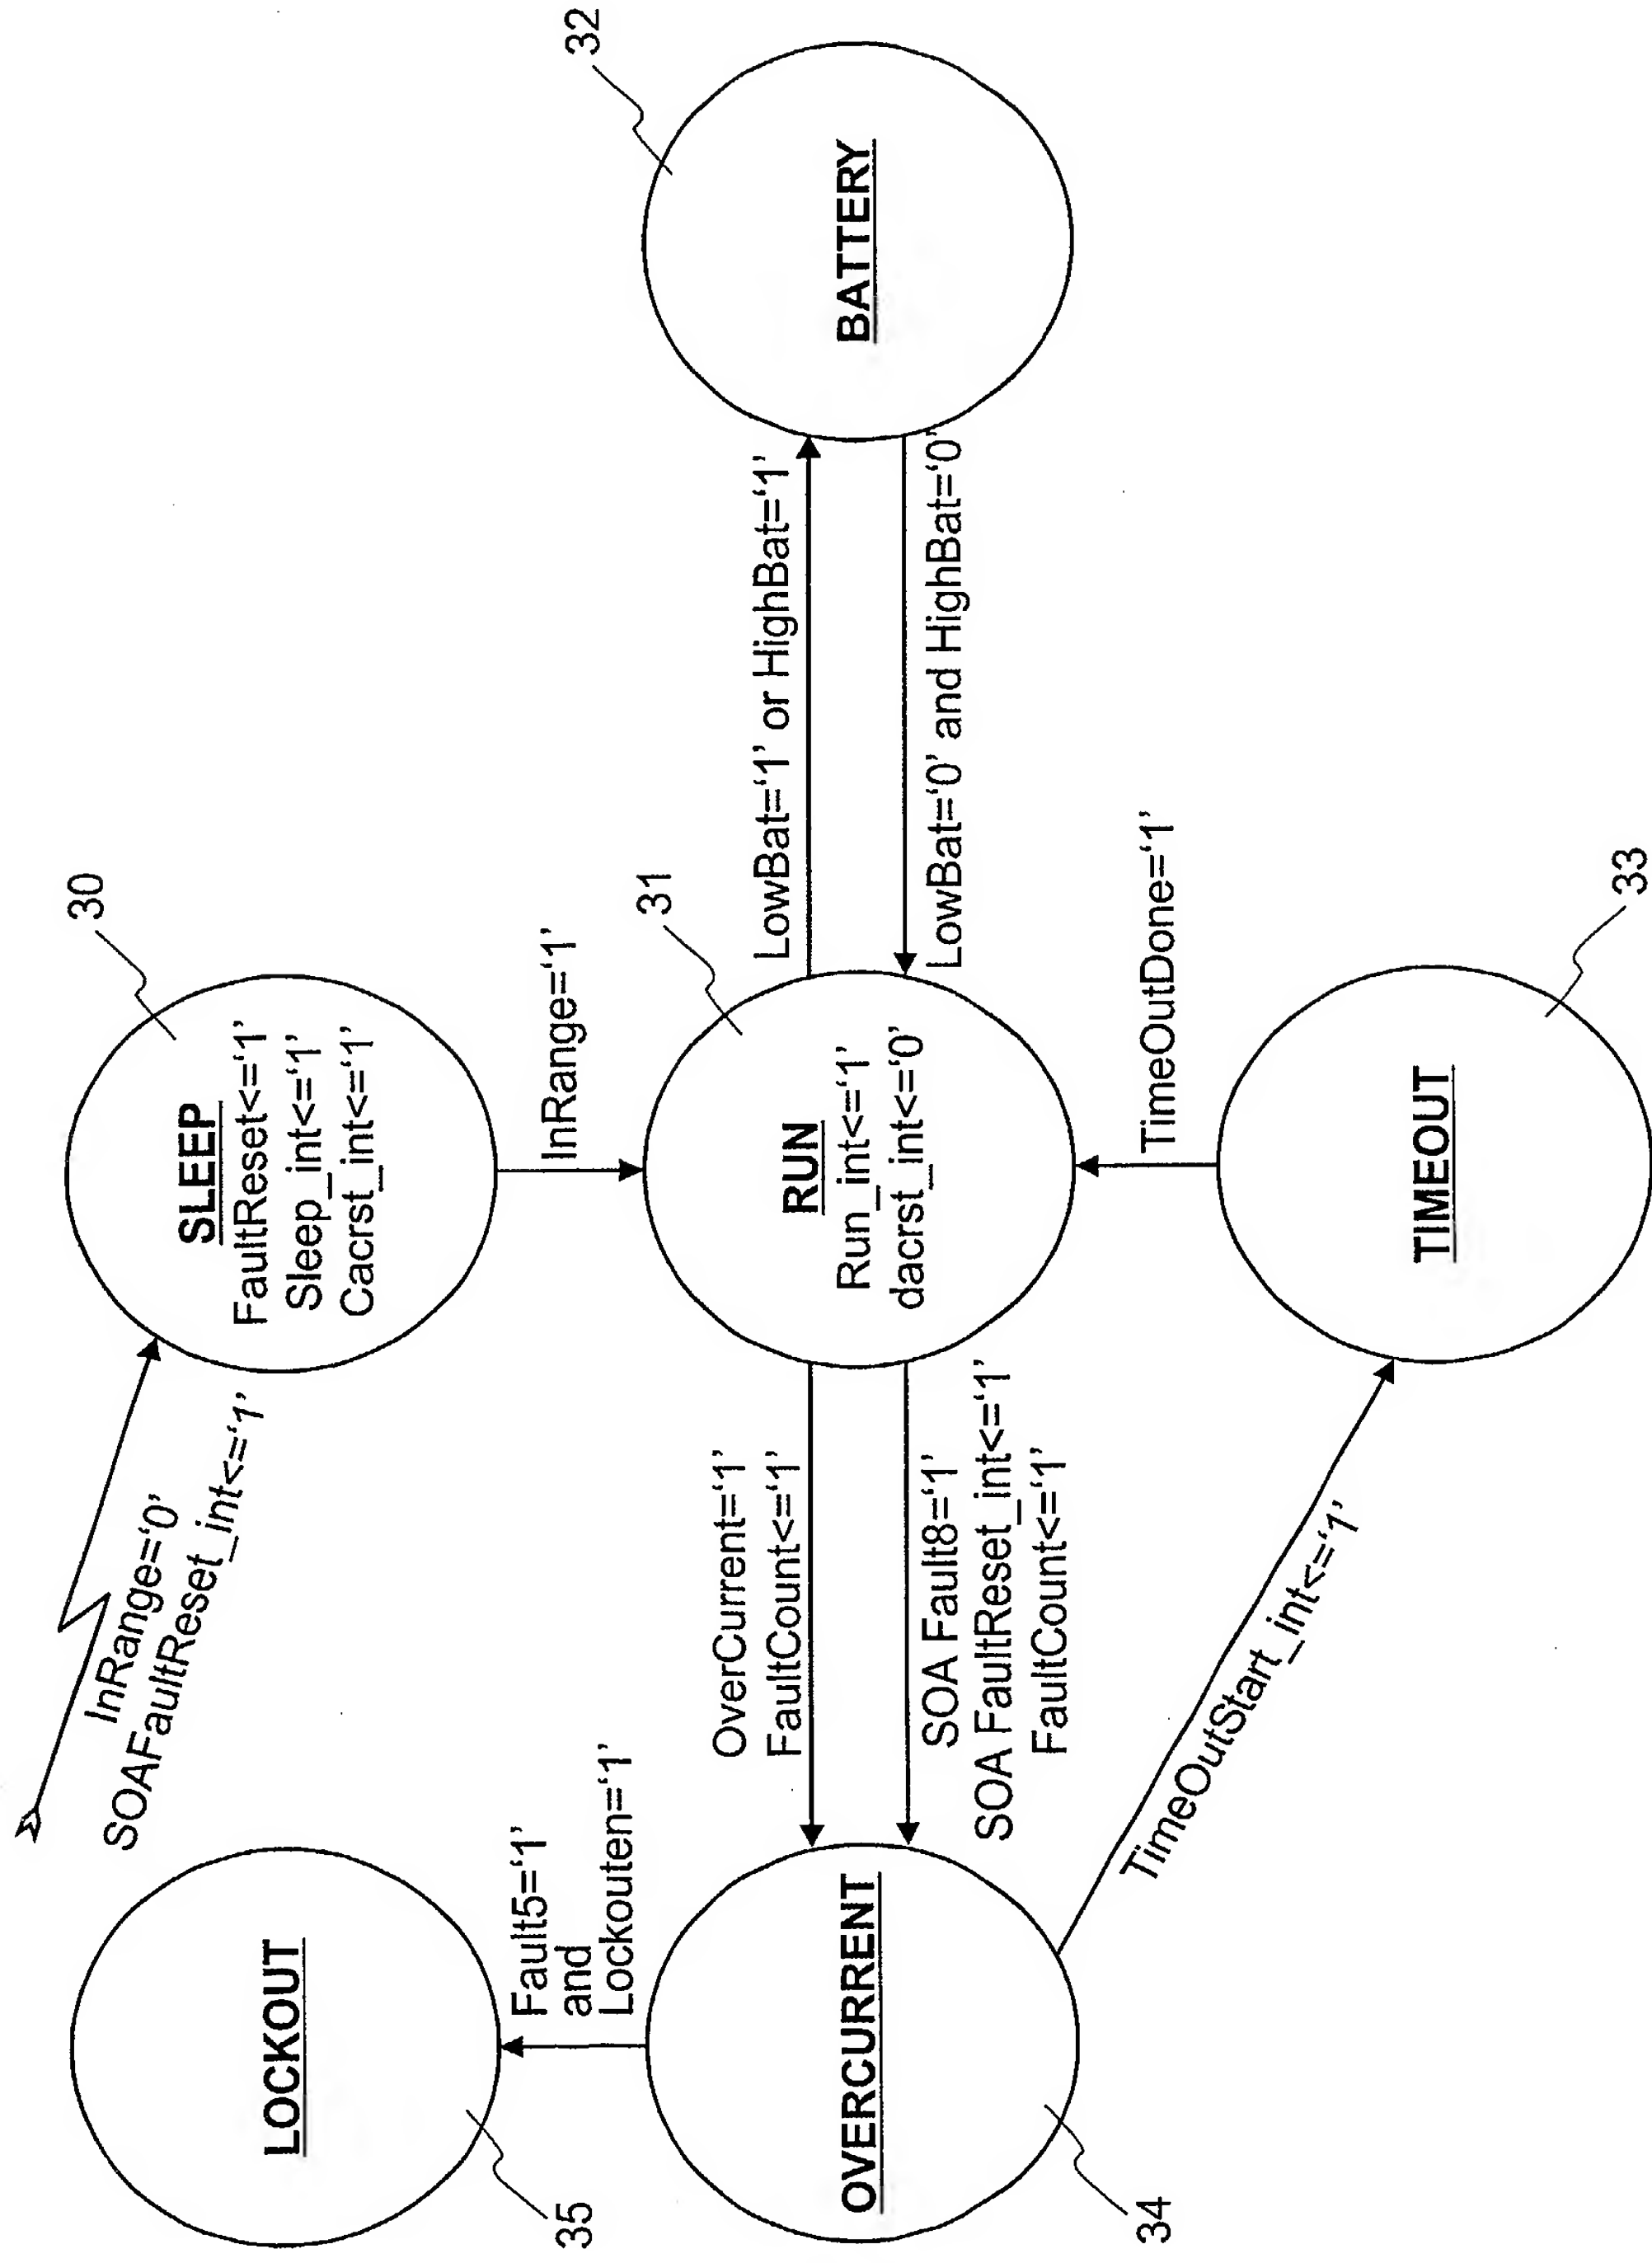 InRange=‘0’
SOAFaultReset_int<=‘1’
30
SLEEP
FaultReset<=‘1’
Sleep_int<=‘1’
Cacrst_int<=‘1’
LOCKOUT
35
Fault5=‘1’
and
Lockouten=‘1’
InRange=‘1’
32
BATTERY
OVERCURRENT
34
OverCurrent=‘1’
FaultCount<=‘1’
SOA Fault8=‘1’
SOA FaultReset_int<=‘1’
FaultCount<=‘1’
31
RUN
Run_int<=‘1’
dacrst_int<=‘0’
LowBat=‘1’ or HighBat=‘1’
LowBat=‘0’ and HighBat=‘0’
TimeOutStart_int<=‘1’
TimeOutDone=‘1’
TIMEOUT
33